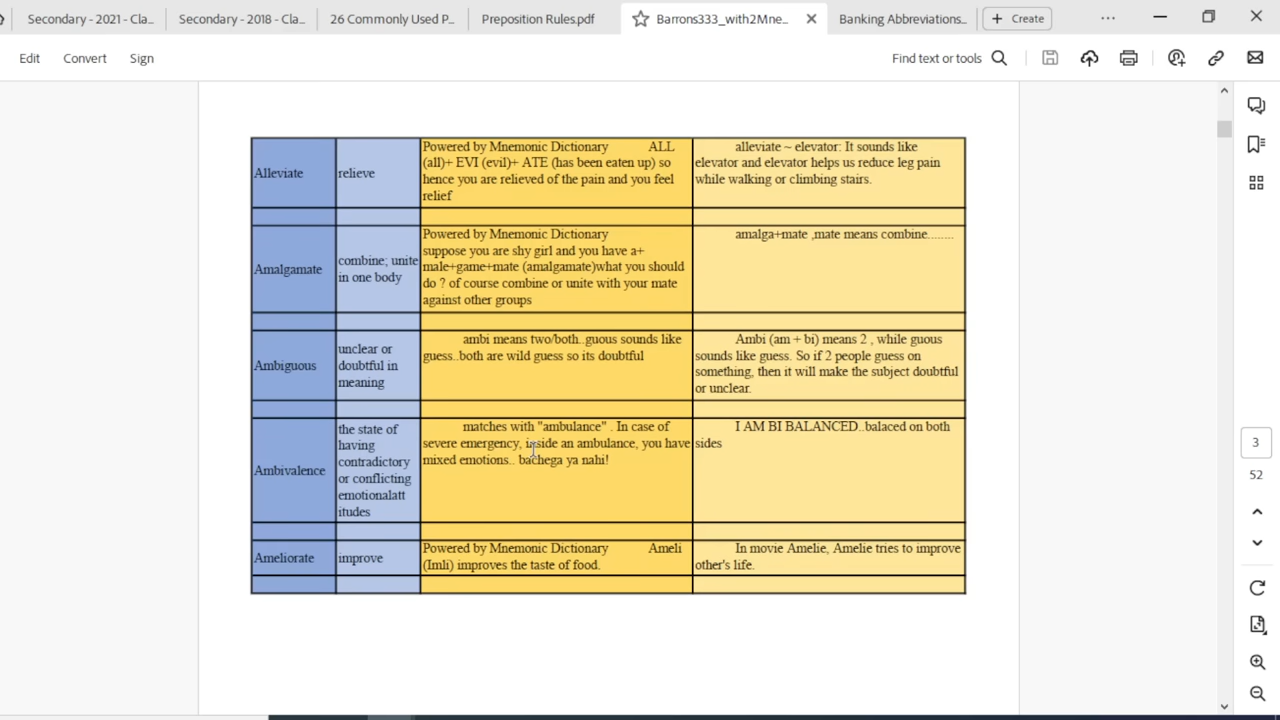 Secondary - 2021 - Cla...
Secondary - 2018 - Cla...
26 Commonly Used P...
Preposition Rules.pdf
Barrons333_with2Mne...
Banking Abbreviations...
Create
Edit
Convert
Sign
Find text or tools
Alleviate
relieve
Powered by Mnemonic Dictionary ALL
(all)+ EVI (evil)+ ATE (has been eaten up) so
hence you are relieved of the pain and you feel
relief
alleviate ~ elevator: It sounds like
elevator and elevator helps us reduce leg pain
while walking or climbing stairs.
Amalgamate
combine; unite
in one body
Powered by Mnemonic Dictionary
suppose you are shy girl and you have a+
male+game+mate (amalgamate)what you should
do ? of course combine or unite with your mate
against other groups
amalga+mate ,mate means combine........
Ambiguous
unclear or
doubtful in
meaning
ambi means two/both..guous sounds like
guess..both are wild guess so its doubtful
Ambi (am + bi) means 2 , while guous
sounds like guess. So if 2 people guess on
something, then it will make the subject doubtful
or unclear.
Ambivalence
the state of
having
contradictory
or conflicting
emotionalatt
itudes
matches with "ambulance" . In case of
severe emergency, inside an ambulance, you have
mixed emotions.. bachega ya nahi!
I AM BI BALANCED..balaced on both
sides
Ameliorate
improve
Powered by Mnemonic Dictionary Ameli
(Imli) improves the taste of food.
In movie Amelie, Amelie tries to improve
other's life.
3
52